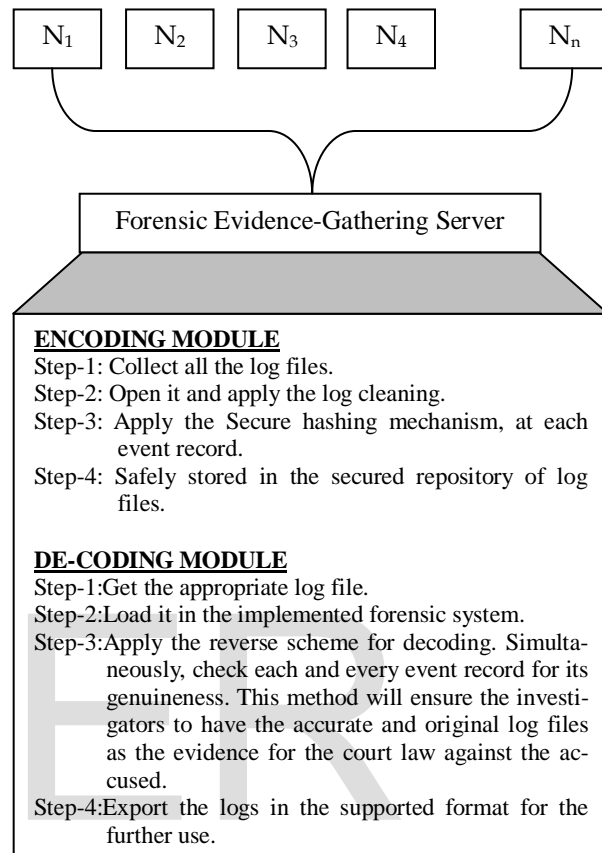 N1 N2 N3 N4 Nn
Forensic Evidence-Gathering Server
ENCODING MODULE
Step-1: Collect all the log files.
Step-2: Open it and apply the log cleaning.
Step-3: Apply the Secure hashing mechanism, at each
event record.
Step-4: Safely stored in the secured repository of log
files.
DE-CODING MODULE
Step-1:Get the appropriate log file.
Step-2:Load it in the implemented forensic system.
Step-3:Apply the reverse scheme for decoding. Simulta-
neously, check each and every event record for its
genuineness. This method will ensure the investi-
gators to have the accurate and original log files
as the evidence for the court law against the ac-
cused.
Step-4:Export the logs in the supported format for the
further use.
ER